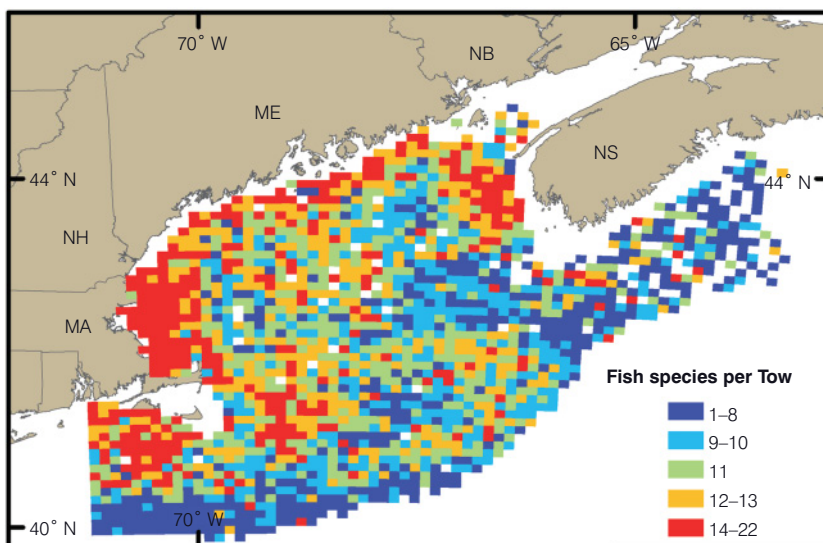 70° W
65° W
NB
ME
NS
44° N
44° N
NH
MA
Fish species per Tow
1–8
9–10
11
12–13
14–22
40° N
70° W